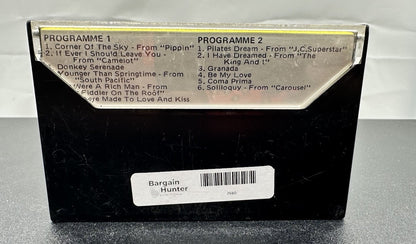 PROGRAMME 1
1. Corner Of The Sky - From "Pippin"
2. If Ever I Should Leave You -
From "Camelot"
Donkey Serenade
Younger Than Springtime - From
"South Pacific"
Were A Rich Man - From
Fiddler On The Roof"
ere Made To Love And Kiss
PROGRAMME 2
1. Pilates Dream - From "J.C.Superstar"
2. I Have Dreamed - From "The
King And I."
3. Granada
4. Be My Love
5. Coma Prima
6. Soliloquy - From "Carousel"
Bargain
Hunter